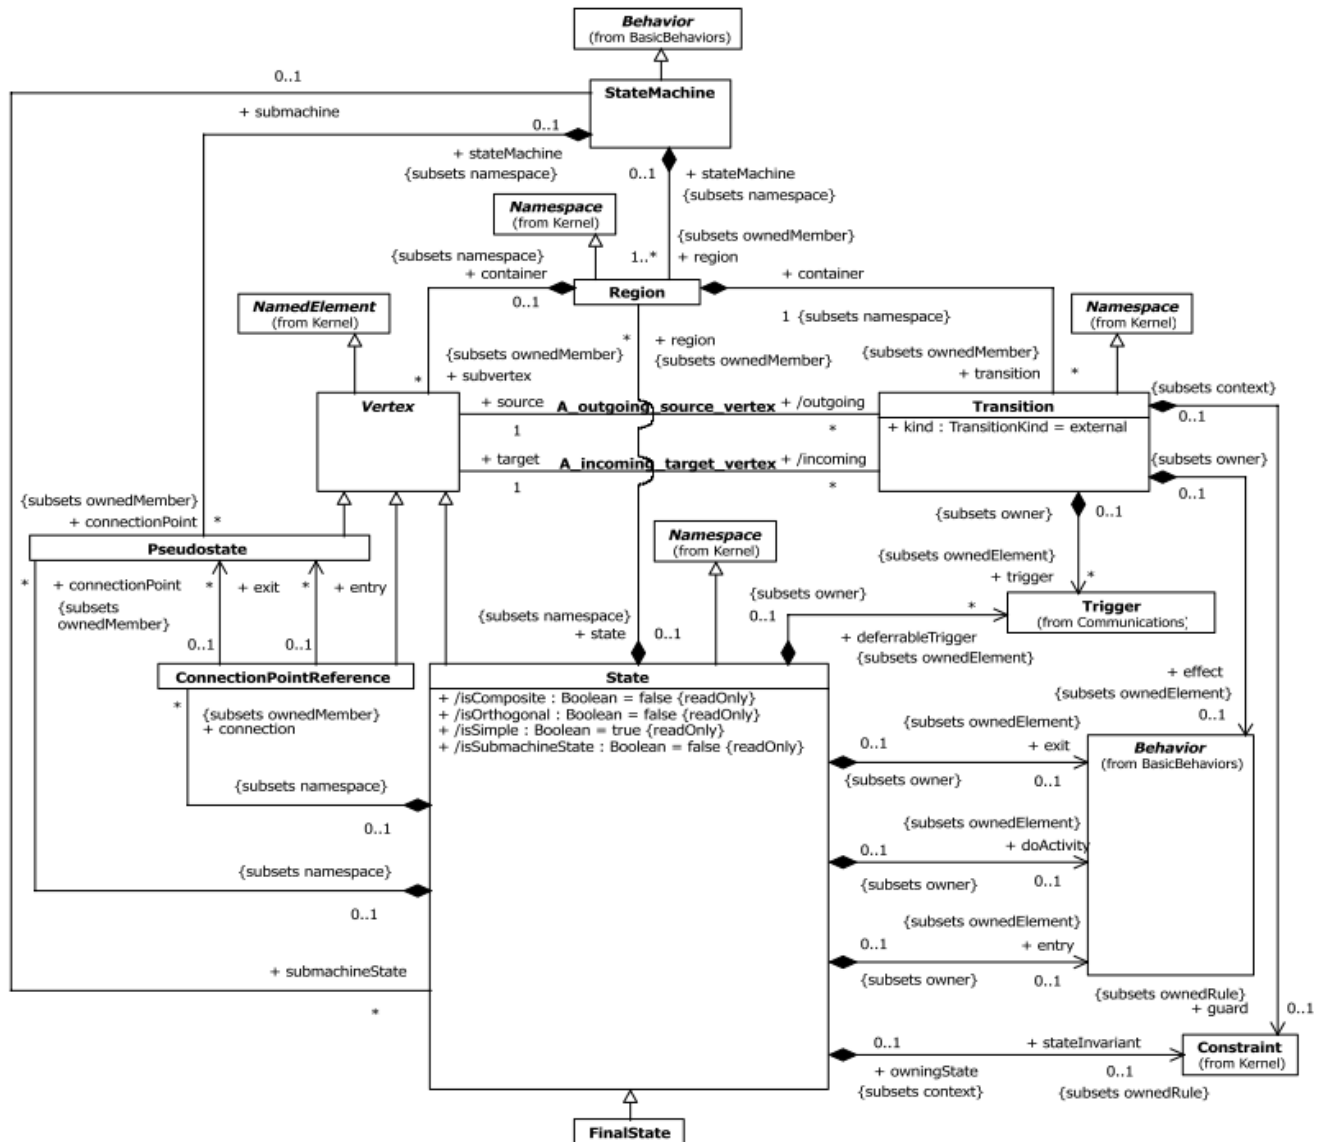 Behavior
(from BasicBehaviors)
0..1
StateMachine
+ submachine
0..1
+ stateMachine
{subsets namespace}
0..1
+ stateMachine
{subsets namespace}
Namespace
(from Kernel)
{subsets ownedMember}
1..*
+ region
{subsets namespace}
+ container
0..1
Region
+ container
1 {subsets namespace}
NamedElement
(from Kernel)
Namespace
(from Kernel)
*
+ region
{subsets ownedMember}
{subsets ownedMember}
+ subvertex
*
{subsets ownedMember}
+ transition
*
{subsets context}
0..1
Vertex
+ source
A_outgoing_source_vertex
+ /outgoing
1
*
Transition
+ kind : TransitionKind = external
+ target
A_incoming_target_vertex
+ /incoming
1
*
{subsets owner}
0..1
{subsets ownedMember}
+ connectionPoint
*
{subsets owner}
0..1
Pseudostate
Namespace
(from Kernel)
{subsets ownedElement}
+ trigger
*
*
+ connectionPoint
{subsets
ownedMember}
*
+ exit
*
+ entry
0..1
0..1
{subsets owner}
0..1
*
Trigger
(from Communications)
{subsets namespace}
+ state
0..1
+ deferrableTrigger
{subsets ownedElement}
ConnectionPointReference
State
+ /isComposite : Boolean = false {readOnly}
+ /isOrthogonal : Boolean = false {readOnly}
+ /isSimple : Boolean = true {readOnly}
+ /isSubmachineState : Boolean = false {readOnly}
+ effect
{subsets ownedElement}
0..1
*
{subsets ownedMember}
+ connection
{subsets ownedElement}
0..1
+ exit
{subsets owner}
0..1
Behavior
(from BasicBehaviors)
{subsets namespace}
0..1
{subsets ownedElement}
0..1
+ doActivity
{subsets owner}
0..1
{subsets namespace}
0..1
{subsets ownedElement}
0..1
+ entry
{subsets owner}
0..1
+ submachineState
*
{subsets ownedRule}
+ guard
0..1
0..1
+ stateInvariant
+ owningState
0..1
{subsets context}
{subsets ownedRule}
Constraint
(from Kernel)
FinalState